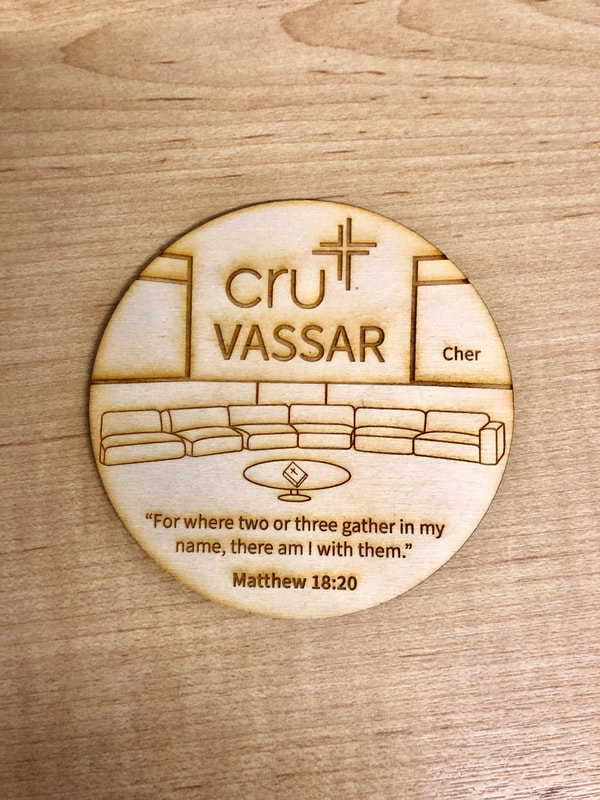 cru
VASSAR
Cher
“For where two or three gather in my
name, there am I with them.”
Matthew 18:20